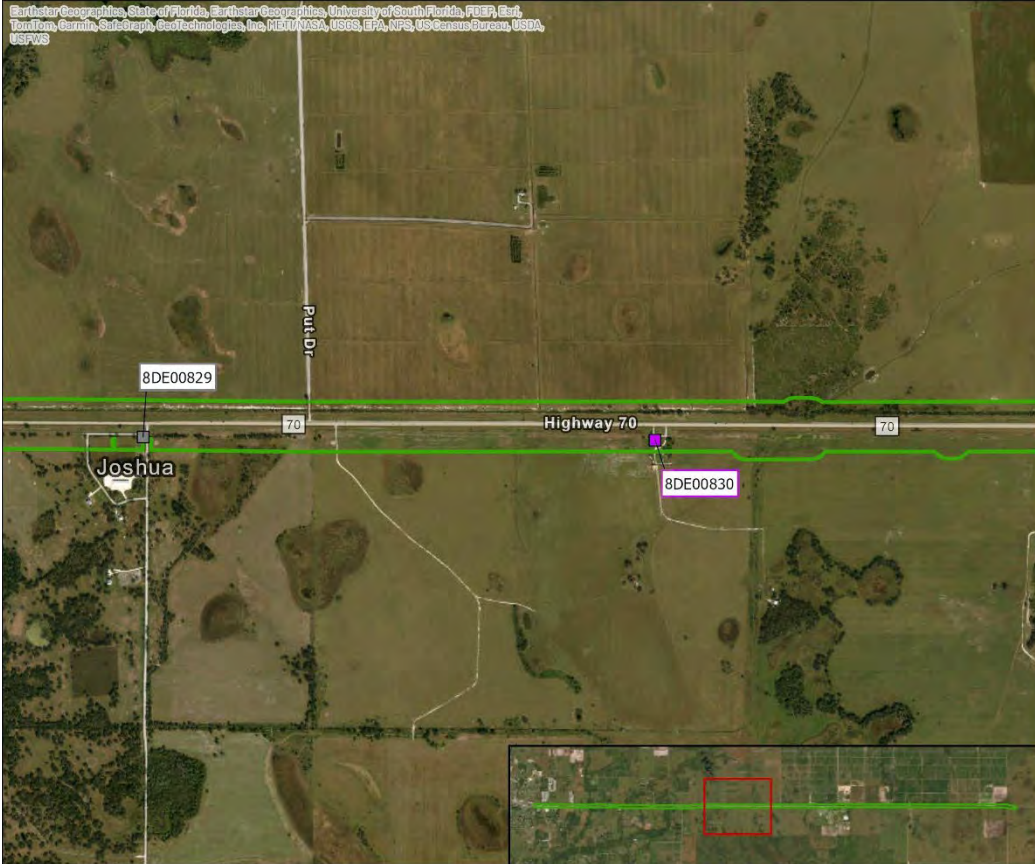 Earthstar Geographics, State of Florida, Earthstar Geographics, University of South Florida, FDEP, Esri,
TomTom, Garmin, SafeGraph, GeoTechnologies, Inc, METI/NASA, USGS, EPA, NPS, US Census Bureau, USDA,
USFWS
Put Dr
8DE00829
70
Highway 70
70
Joshua
8DE00830